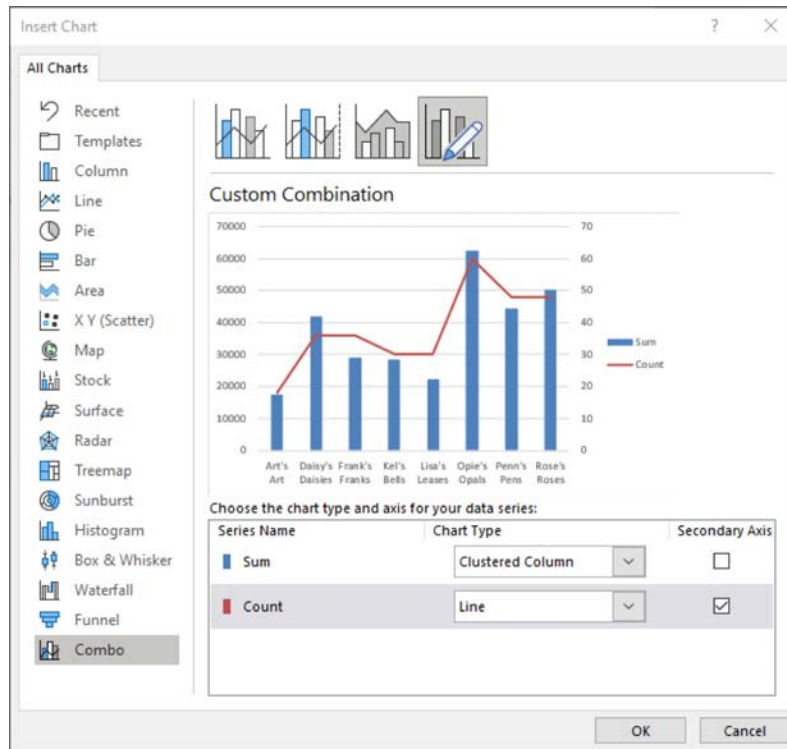 Insert Chart
?
All Charts
Recent
Templates
Column
Line
Pie
Bar
Area
X Y (Scatter)
Map
Stock
Surface
Radar
Treemap
Sunburst
Histogram
Box & Whisker
Waterfall
Funnel
Combo
Custom Combination
70000
60000
50000
40000
30000
20000
10000
0
70
60
50
40
30
20
10
0
Art's Daisy's Frank's Kel's Lisa's Opie's Penn's Rose's
Art Daisies Franks Bells Leases Opals Pens Roses
Sum
Count
Choose the chart type and axis for your data series:
Series Name Chart Type Secondary Axis
Sum Clustered Column
Count Line
OK Cancel